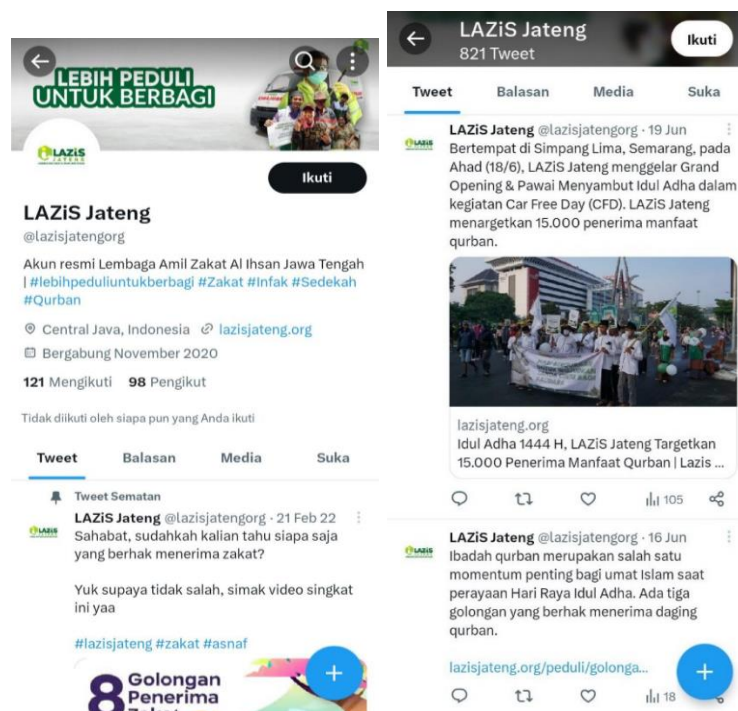 LEBIH PEDULI
UNTUK BERBAGI
LAZiS
JATENG
Ikuti
LAZiS Jateng
@lazisjatengorg
Akun resmi Lembaga Amil Zakat Al Ihsan Jawa Tengah
| #lebihpeduliuntukberbagi #Zakat #Infak #Sedekah
#Qurban
Central Java, Indonesia lazisjateng.org
Bergabung November 2020
121 Mengikuti 98 Pengikut
Tidak diikuti oleh siapa pun yang Anda ikuti
Tweet Balasan Media Suka
Tweet Sematan
LAZiS Jateng @lazisjatengorg · 21 Feb 22
Sahabat, sudahkah kalian tahu siapa saja
yang berhak menerima zakat?
Yuk supaya tidak salah, simak video singkat
ini yaa
#lazisjateng #zakat #asnaf
8 Golongan
Penerima
LAZiS Jateng
821 Tweet
Ikuti
Tweet Balasan Media Suka
LAZiS Jateng @lazisjatengorg · 19 Jun
Bertempat di Simpang Lima, Semarang, pada
Ahad (18/6), LAZiS Jateng menggelar Grand
Opening & Pawai Menyambut Idul Adha dalam
kegiatan Car Free Day (CFD). LAZiS Jateng
menargetkan 15.000 penerima manfaat
qurban.
lazisjateng.org
Idul Adha 1444 H, LAZiS Jateng Targetkan
15.000 Penerima Manfaat Qurban | Lazis ...
105
LAZiS Jateng @lazisjatengorg · 16 Jun
Ibadah qurban merupakan salah satu
momentum penting bagi umat Islam saat
perayaan Hari Raya Idul Adha. Ada tiga
golongan yang berhak menerima daging
qurban.
lazisjateng.org/peduli/golonga...
18